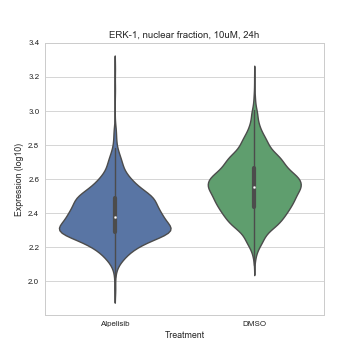 ERK-1, nuclear fraction, 10uM, 24h
3.4
3.2
3.0
2.8
2.6
2.4
2.2
2.0
Expression (log10)
Alpelisib DMSO
Treatment